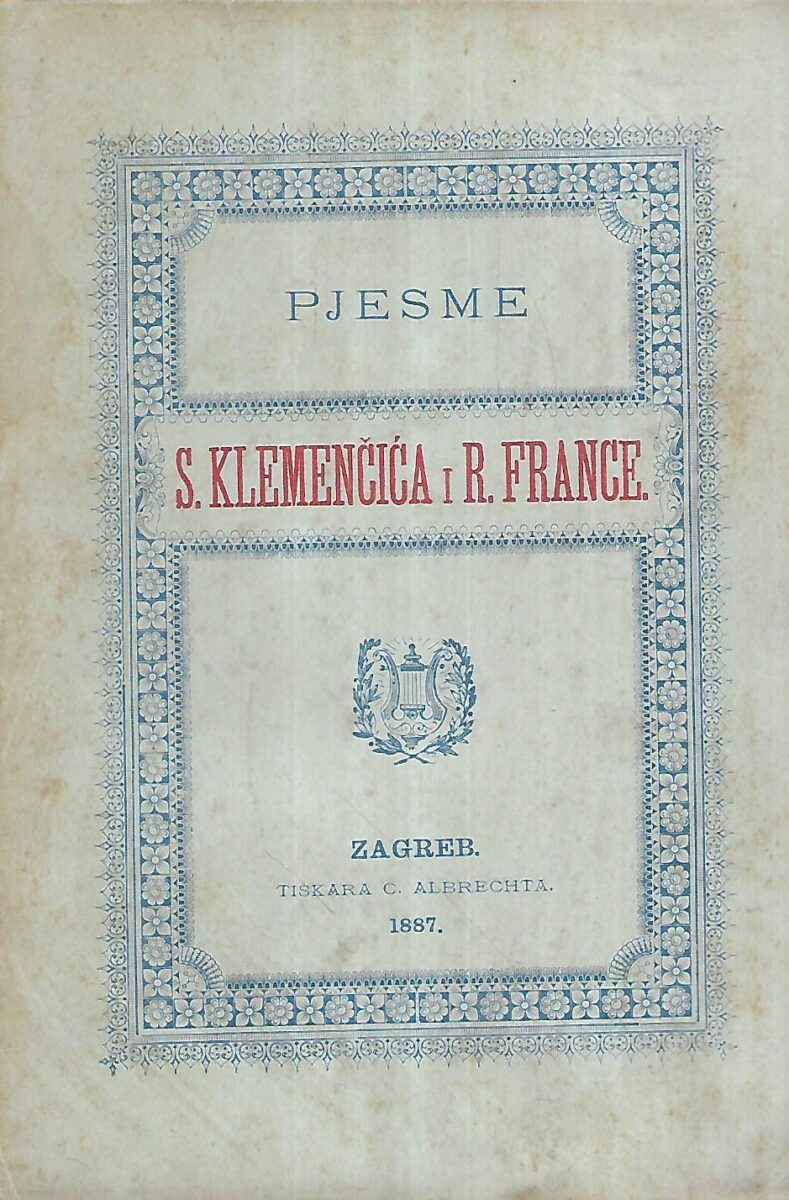 PJESME
S. KLEMENČIĆA I R. FRANCE.
ZAGREB.
TISKARA C. ALBRECHTA.
1887.